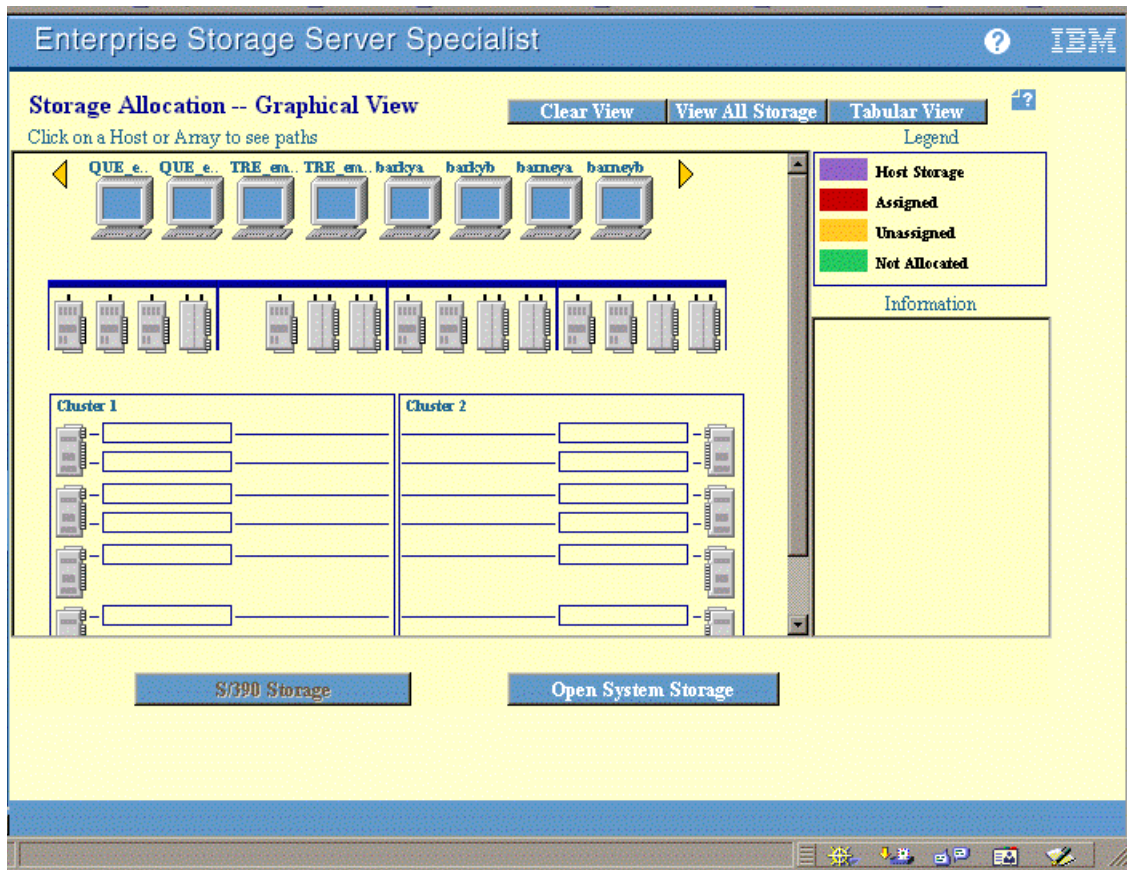 Enterprise Storage Server Specialist
? IBM
Storage Allocation -- Graphical View
Clear View
View All Storage
Tabular View
?
Click on a Host or Array to see paths
Legend
QUE_e.. QUE_e.. TRE_em.. TRE_em.. barkya barkyb barneya barneyb
Host Storage
Assigned
Unassigned
Not Allocated
Information
Cluster 1
Cluster 2
S/390 Storage
Open System Storage